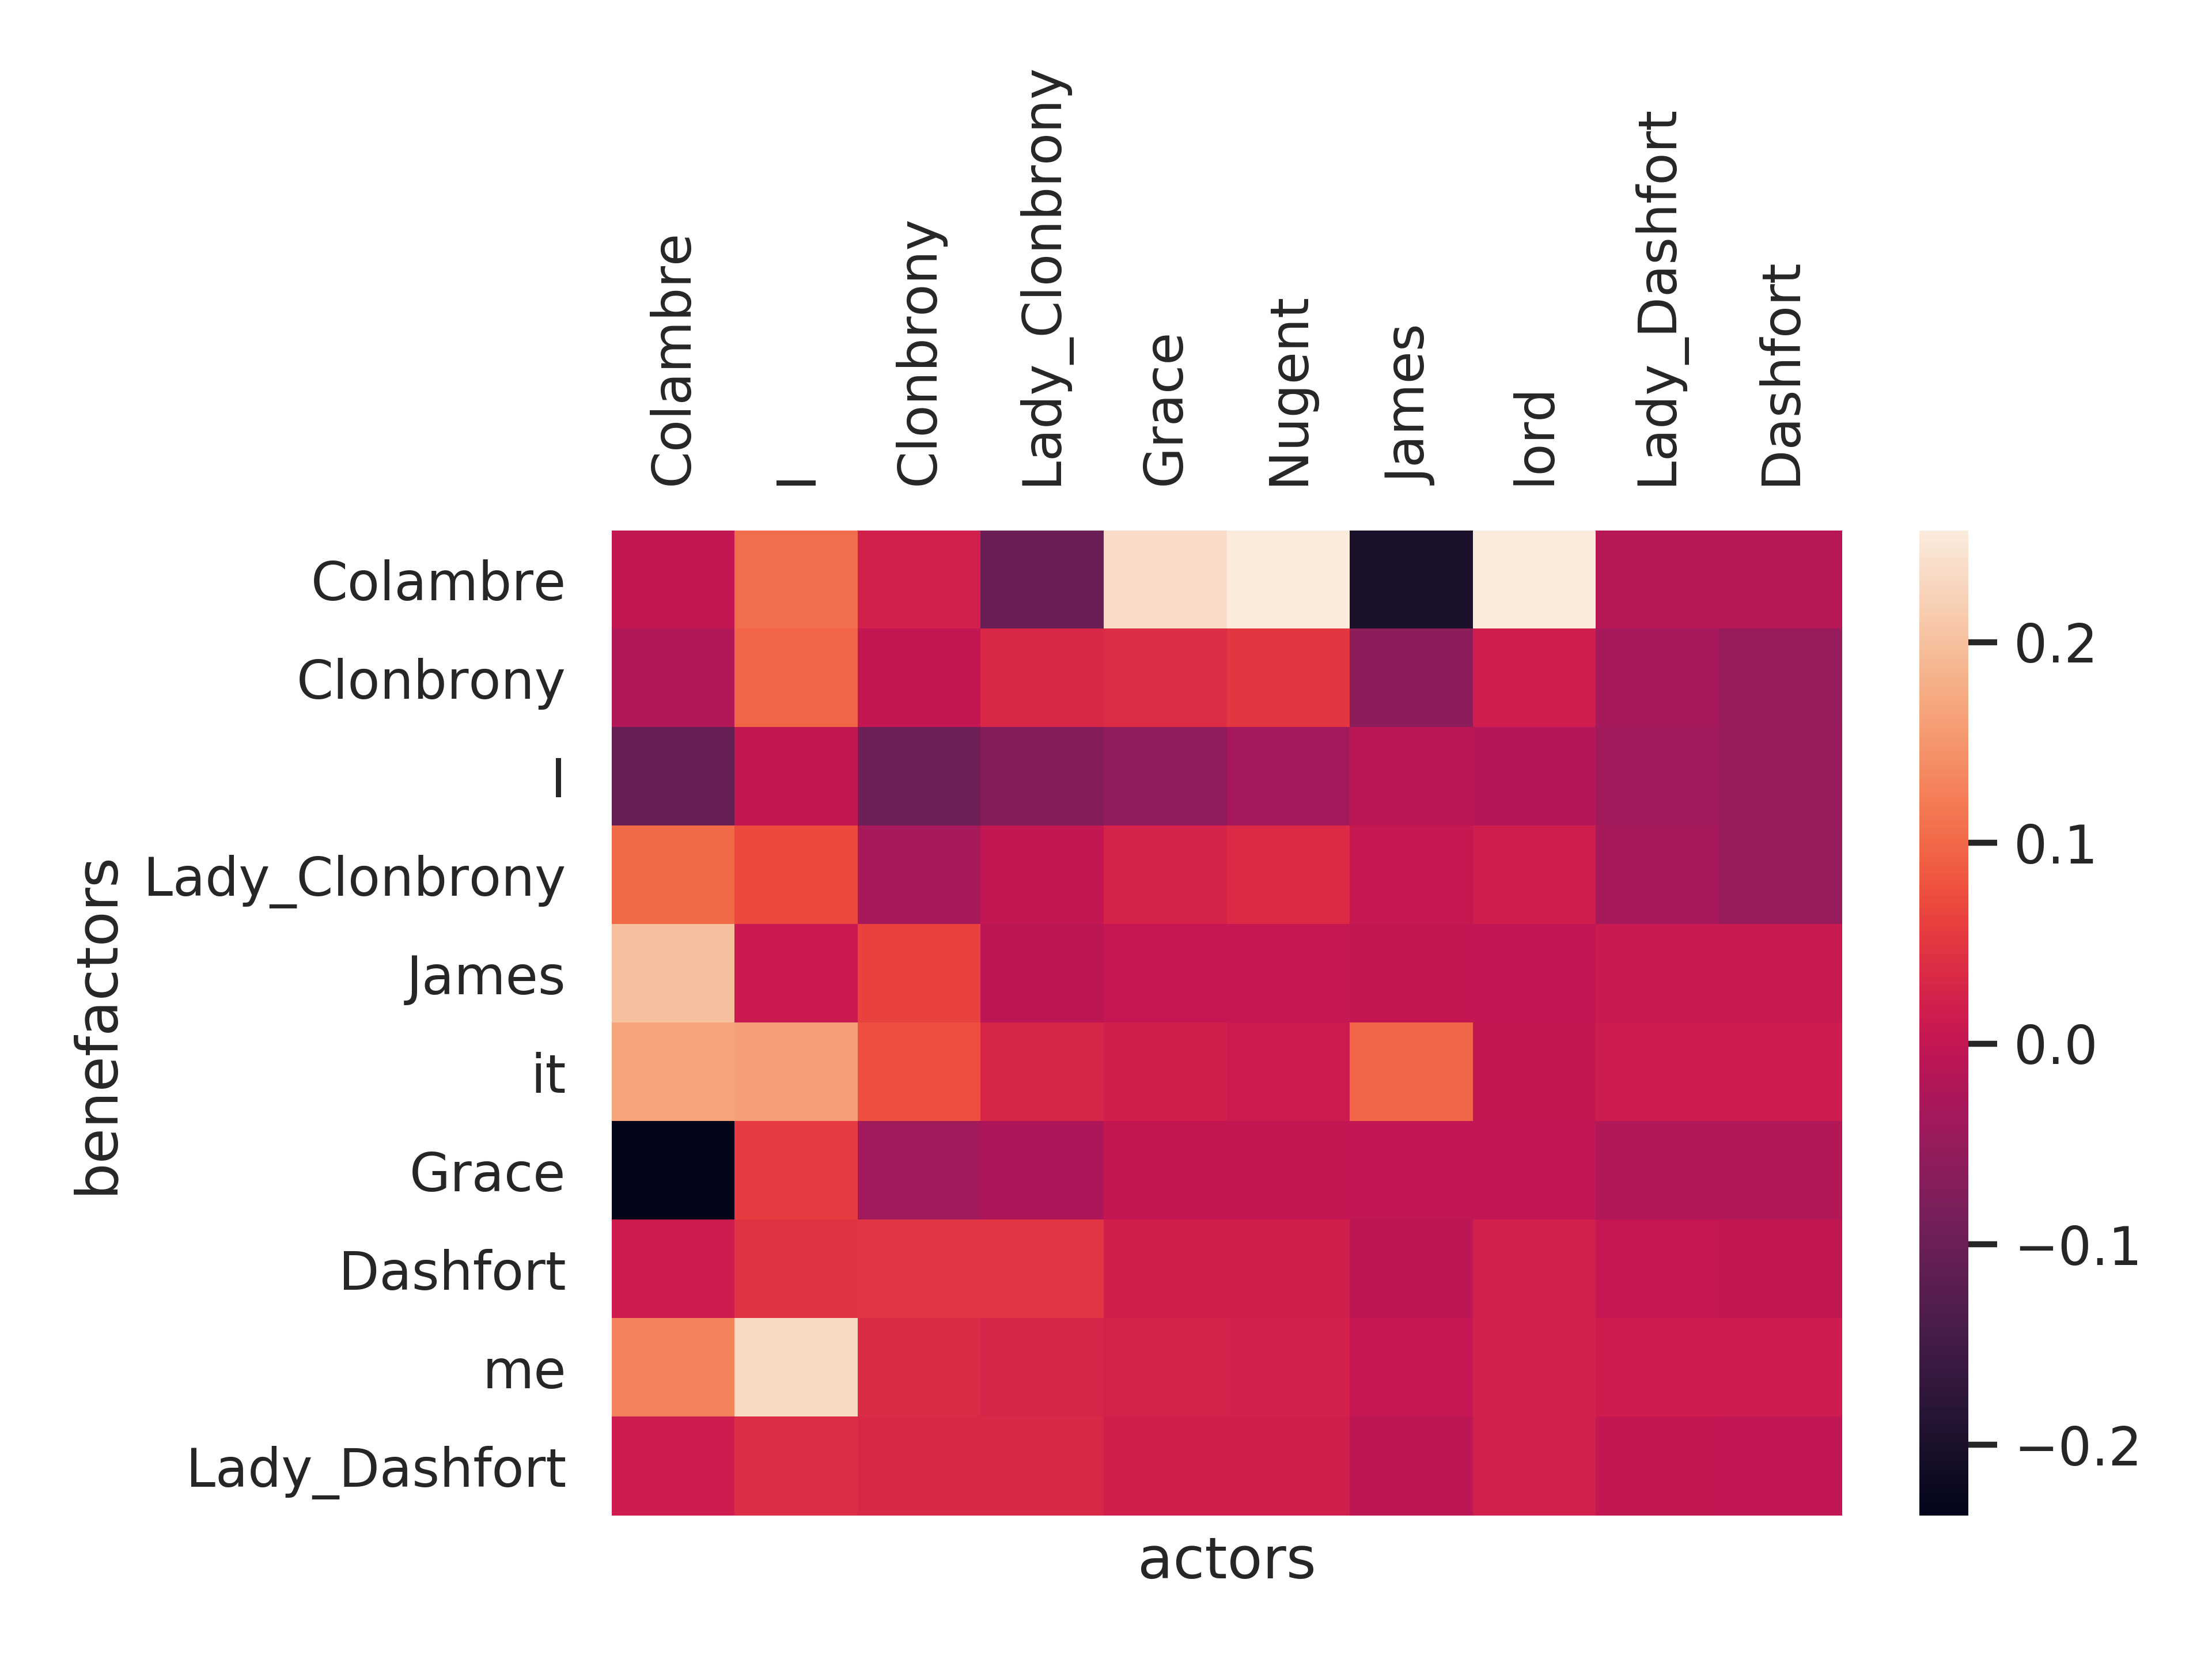 Colambre
I
Clonbrony
Lady_Clonbrony
Grace
Nugent
James
lord
Lady_Dashfort
Dashfort
benefactors
Colambre
Clonbrony
I
Lady_Clonbrony
James
it
Grace
Dashfort
me
Lady_Dashfort
actors
0.2
0.1
0.0
−0.1
−0.2